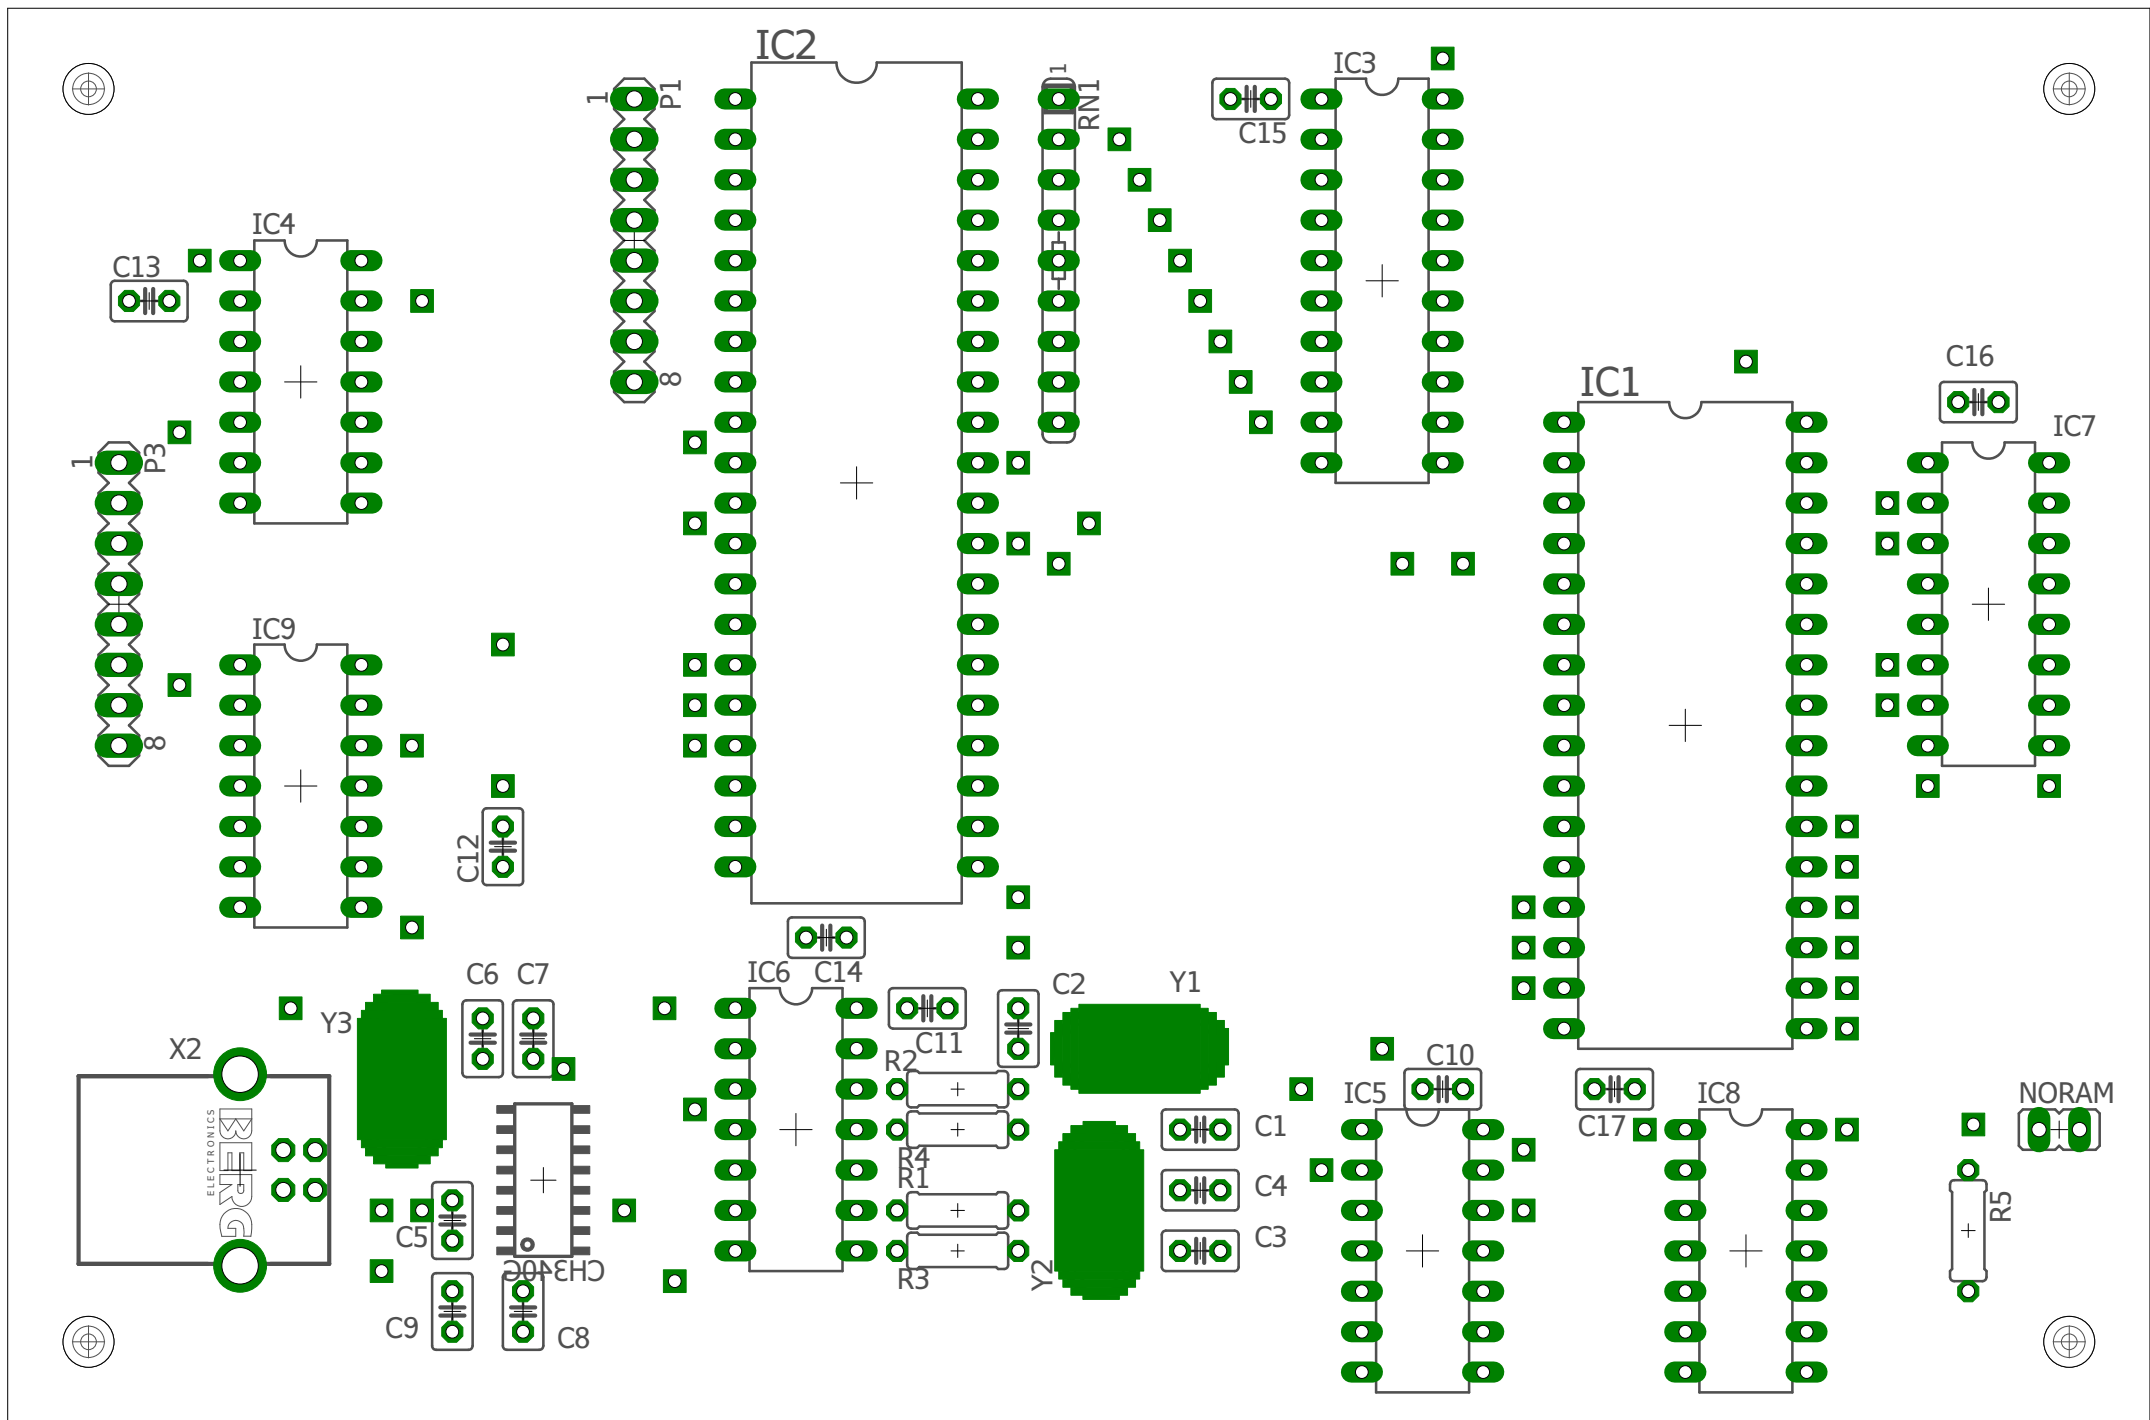 IC2
1
P1
1
RN1
IC3
C15
IC4
C13
8
IC1
C16
IC7
1
P3
IC9
8
C12
C6
C7
IC6
C14
C2
Y1
Y3
X2
C11
R2
C10
IC5
C17
IC8
NORAM
BERG
ELECTRONICS
C1
R4
R1
C4
R5
C5
C3
CH340G
R3
Y2
C9
C8